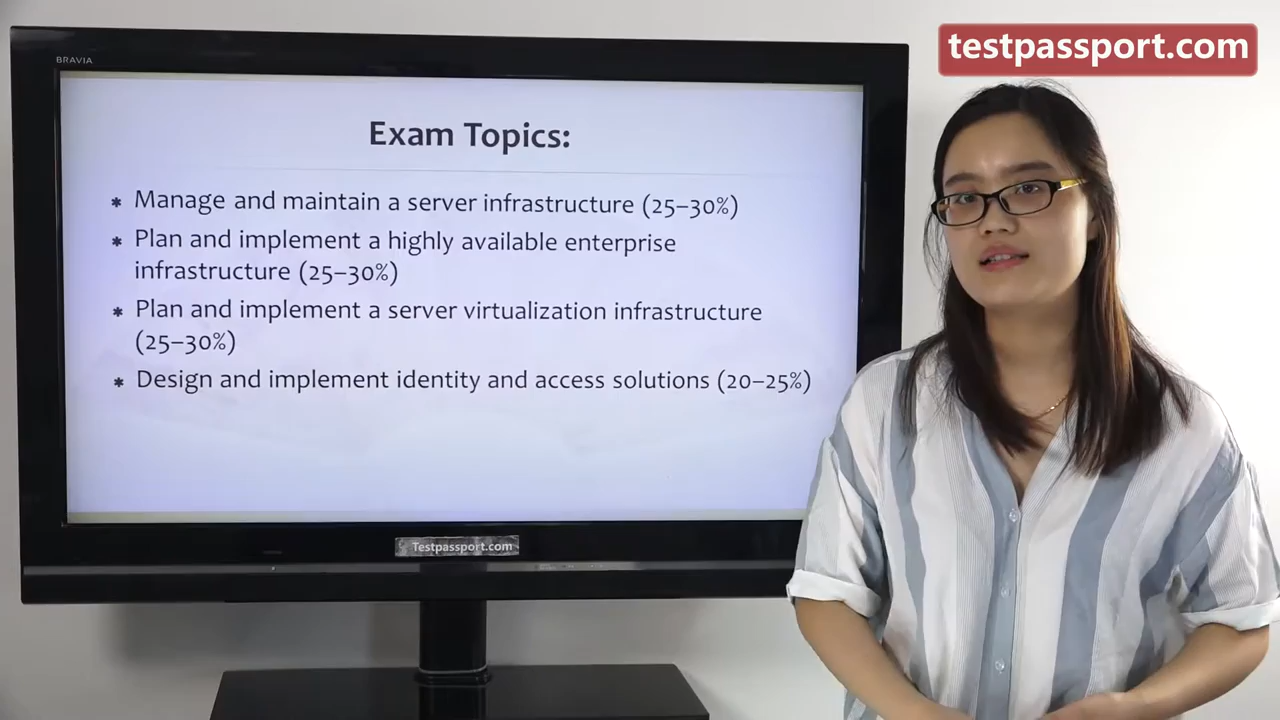 testpassport.com
BRAVIA
Exam Topics:
* Manage and maintain a server infrastructure (25–30%)
* Plan and implement a highly available enterprise
infrastructure (25–30%)
* Plan and implement a server virtualization infrastructure
(25–30%)
* Design and implement identity and access solutions (20–25%)
Testpassport.com